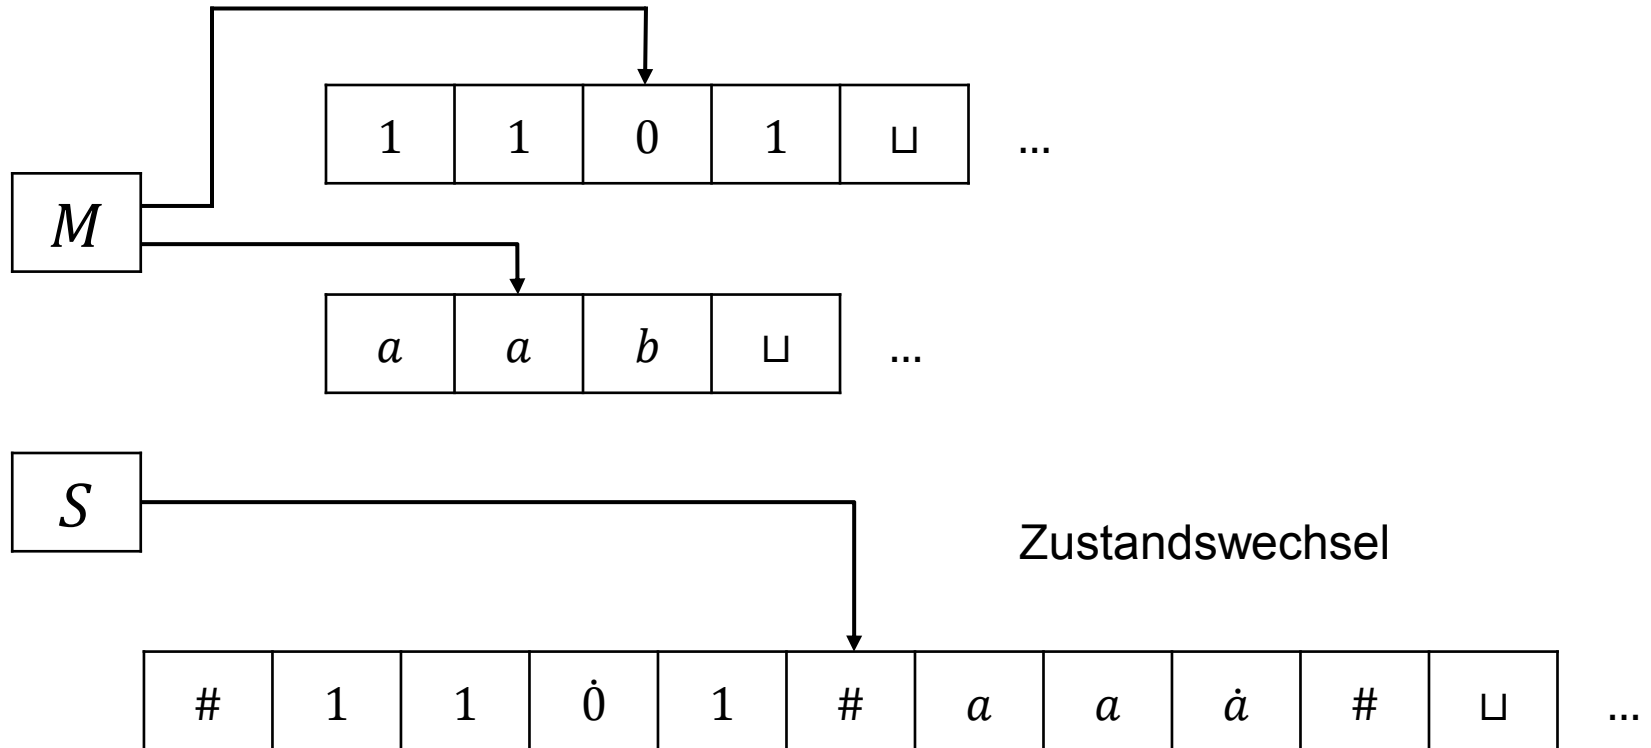 1 1 0 1 ⊔ ...
M
a a b ⊔ ...
S
Zustandswechsel
# 1 1 0̇ 1 # a a ȧ # ⊔ ...